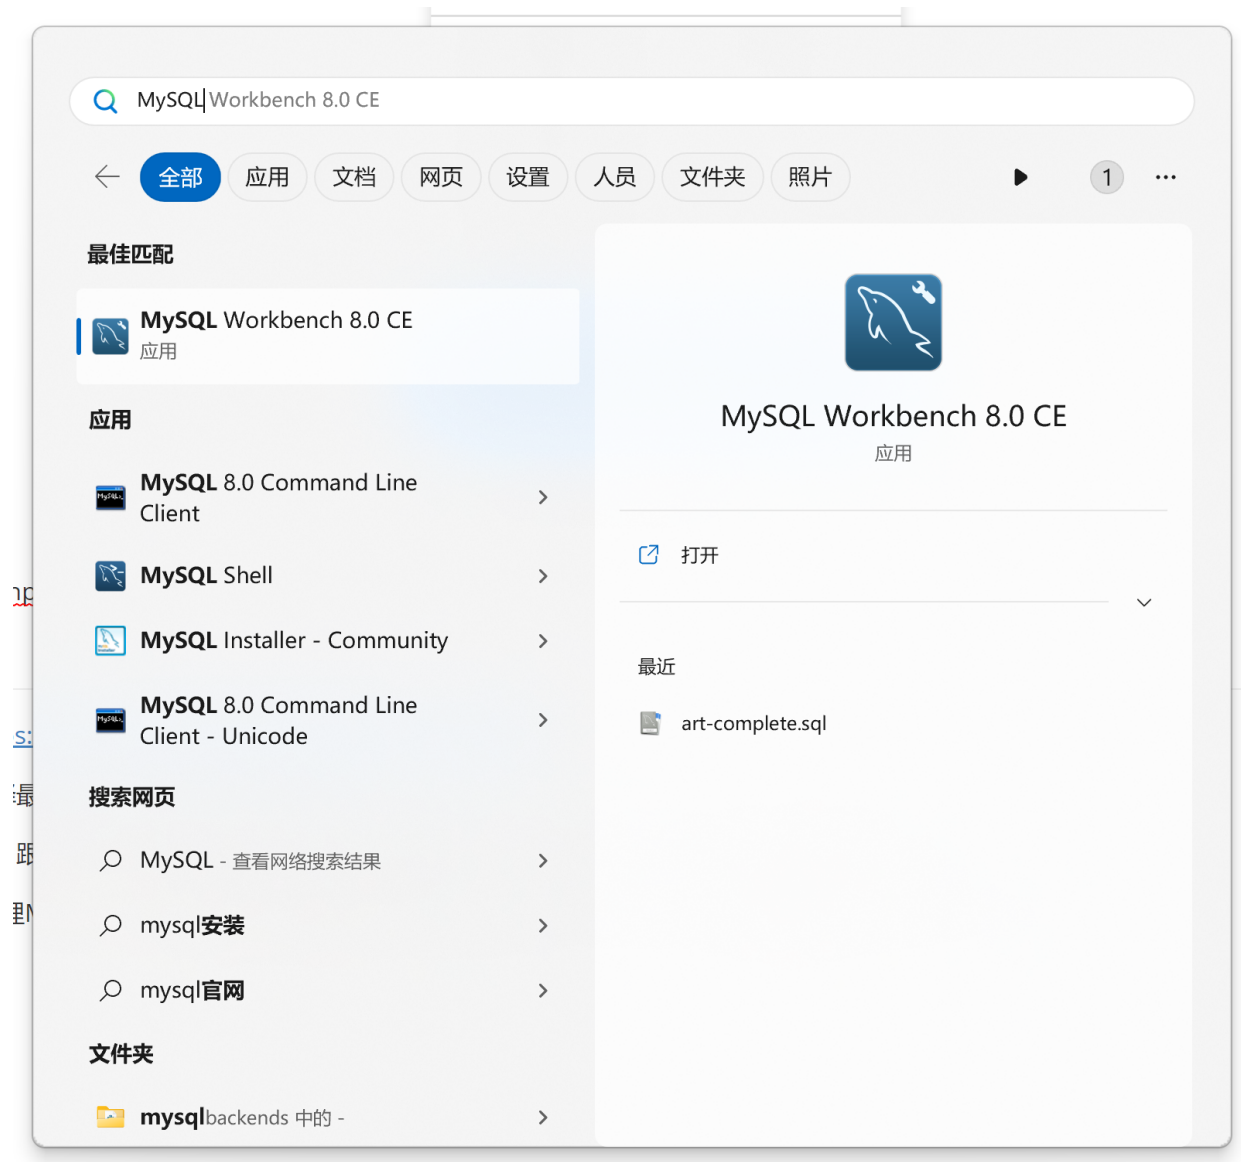 MySQL Workbench 8.0 CE
全部 应用 文档 网页 设置 人员 文件夹 照片 1 ...
最佳匹配
MySQL Workbench 8.0 CE
应用
应用
MySQL 8.0 Command Line
Client
MySQL Shell
MySQL Installer - Community
MySQL 8.0 Command Line
Client - Unicode
搜索网页
MySQL - 查看网络搜索结果
mysql安装
mysql官网
文件夹
mysqlbackends 中的 -
MySQL Workbench 8.0 CE
应用
打开
最近
art-complete.sql
s:
最
跟
理M